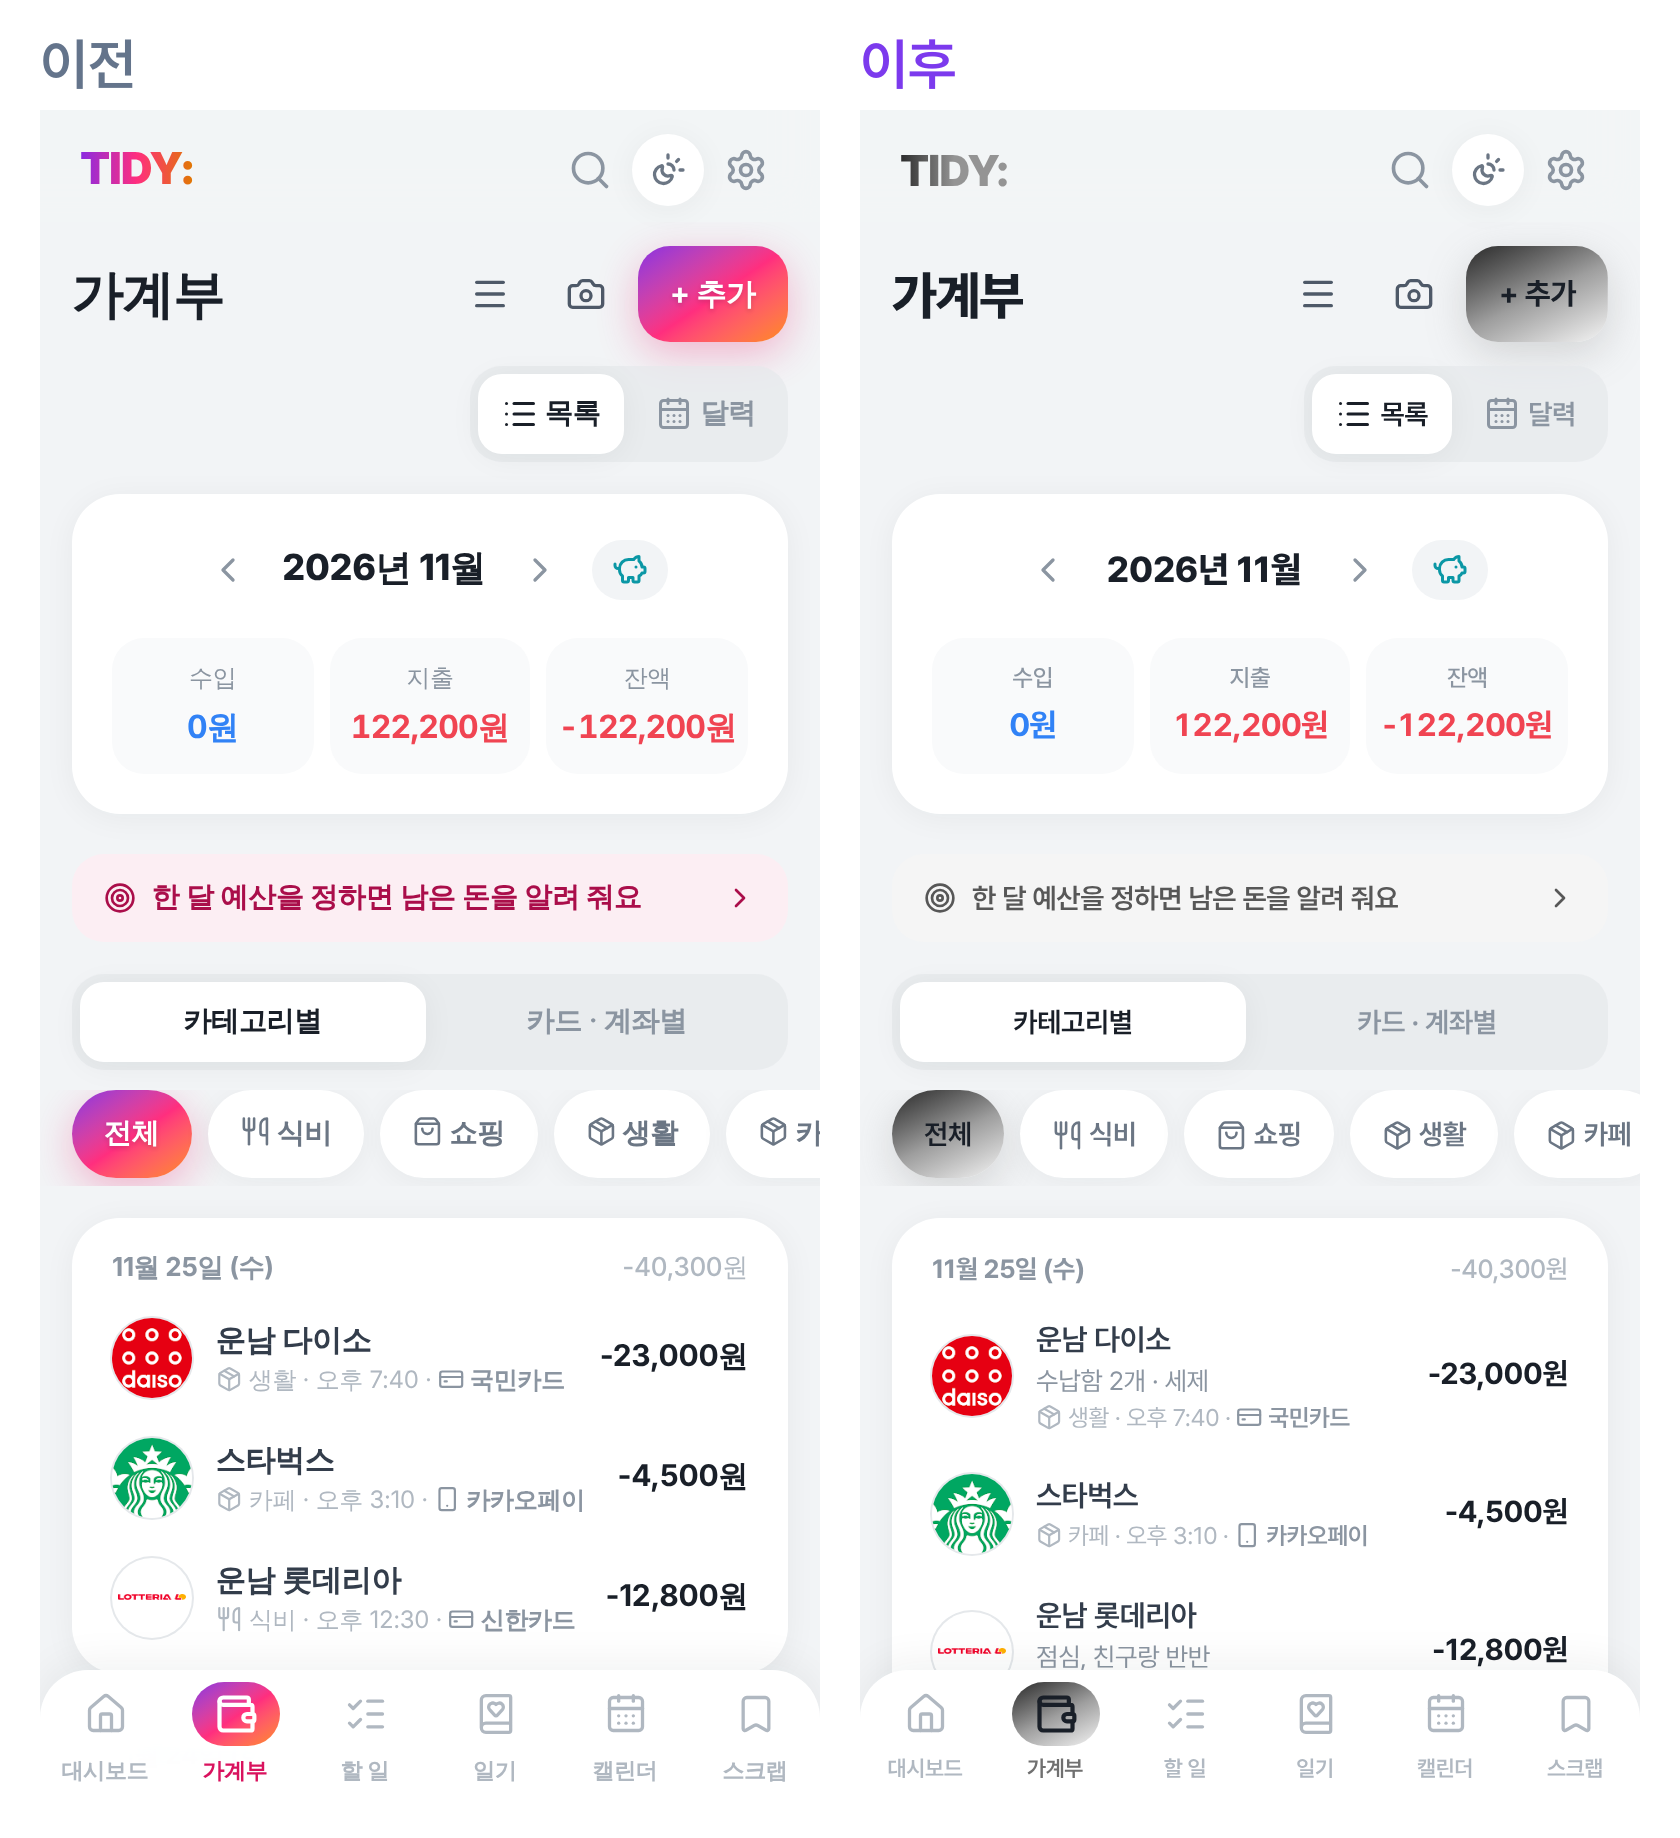 이전
TIDY:
가계부
+ 추가
목록
달력
2026년 11월
수입
지출
잔액
0원
122,200원
-122,200원
한 달 예산을 정하면 남은 돈을 알려 줘요
카테고리별
카드 · 계좌별
전체
식비
쇼핑
생활
11월 25일 (수)
-40,300원
daiso
운남 다이소
-23,000원
생활 · 오후 7:40 · 국민카드
스타벅스
-4,500원
카페 · 오후 3:10 · 카카오페이
LOTTERIA
운남 롯데리아
-12,800원
식비 · 오후 12:30 · 신한카드
대시보드
가계부
할 일
일기
캘린더
스크랩
이후
TIDY:
가계부
+ 추가
목록
달력
2026년 11월
수입
지출
잔액
0원
122,200원
-122,200원
한 달 예산을 정하면 남은 돈을 알려 줘요
카테고리별
카드 · 계좌별
전체
식비
쇼핑
생활
카페
11월 25일 (수)
-40,300원
daiso
운남 다이소
수납함 2개 · 세제
-23,000원
생활 · 오후 7:40 · 국민카드
스타벅스
-4,500원
카페 · 오후 3:10 · 카카오페이
LOTTERIA
운남 롯데리아
점심, 친구랑 반반
-12,800원
대시보드
가계부
할 일
일기
캘린더
스크랩